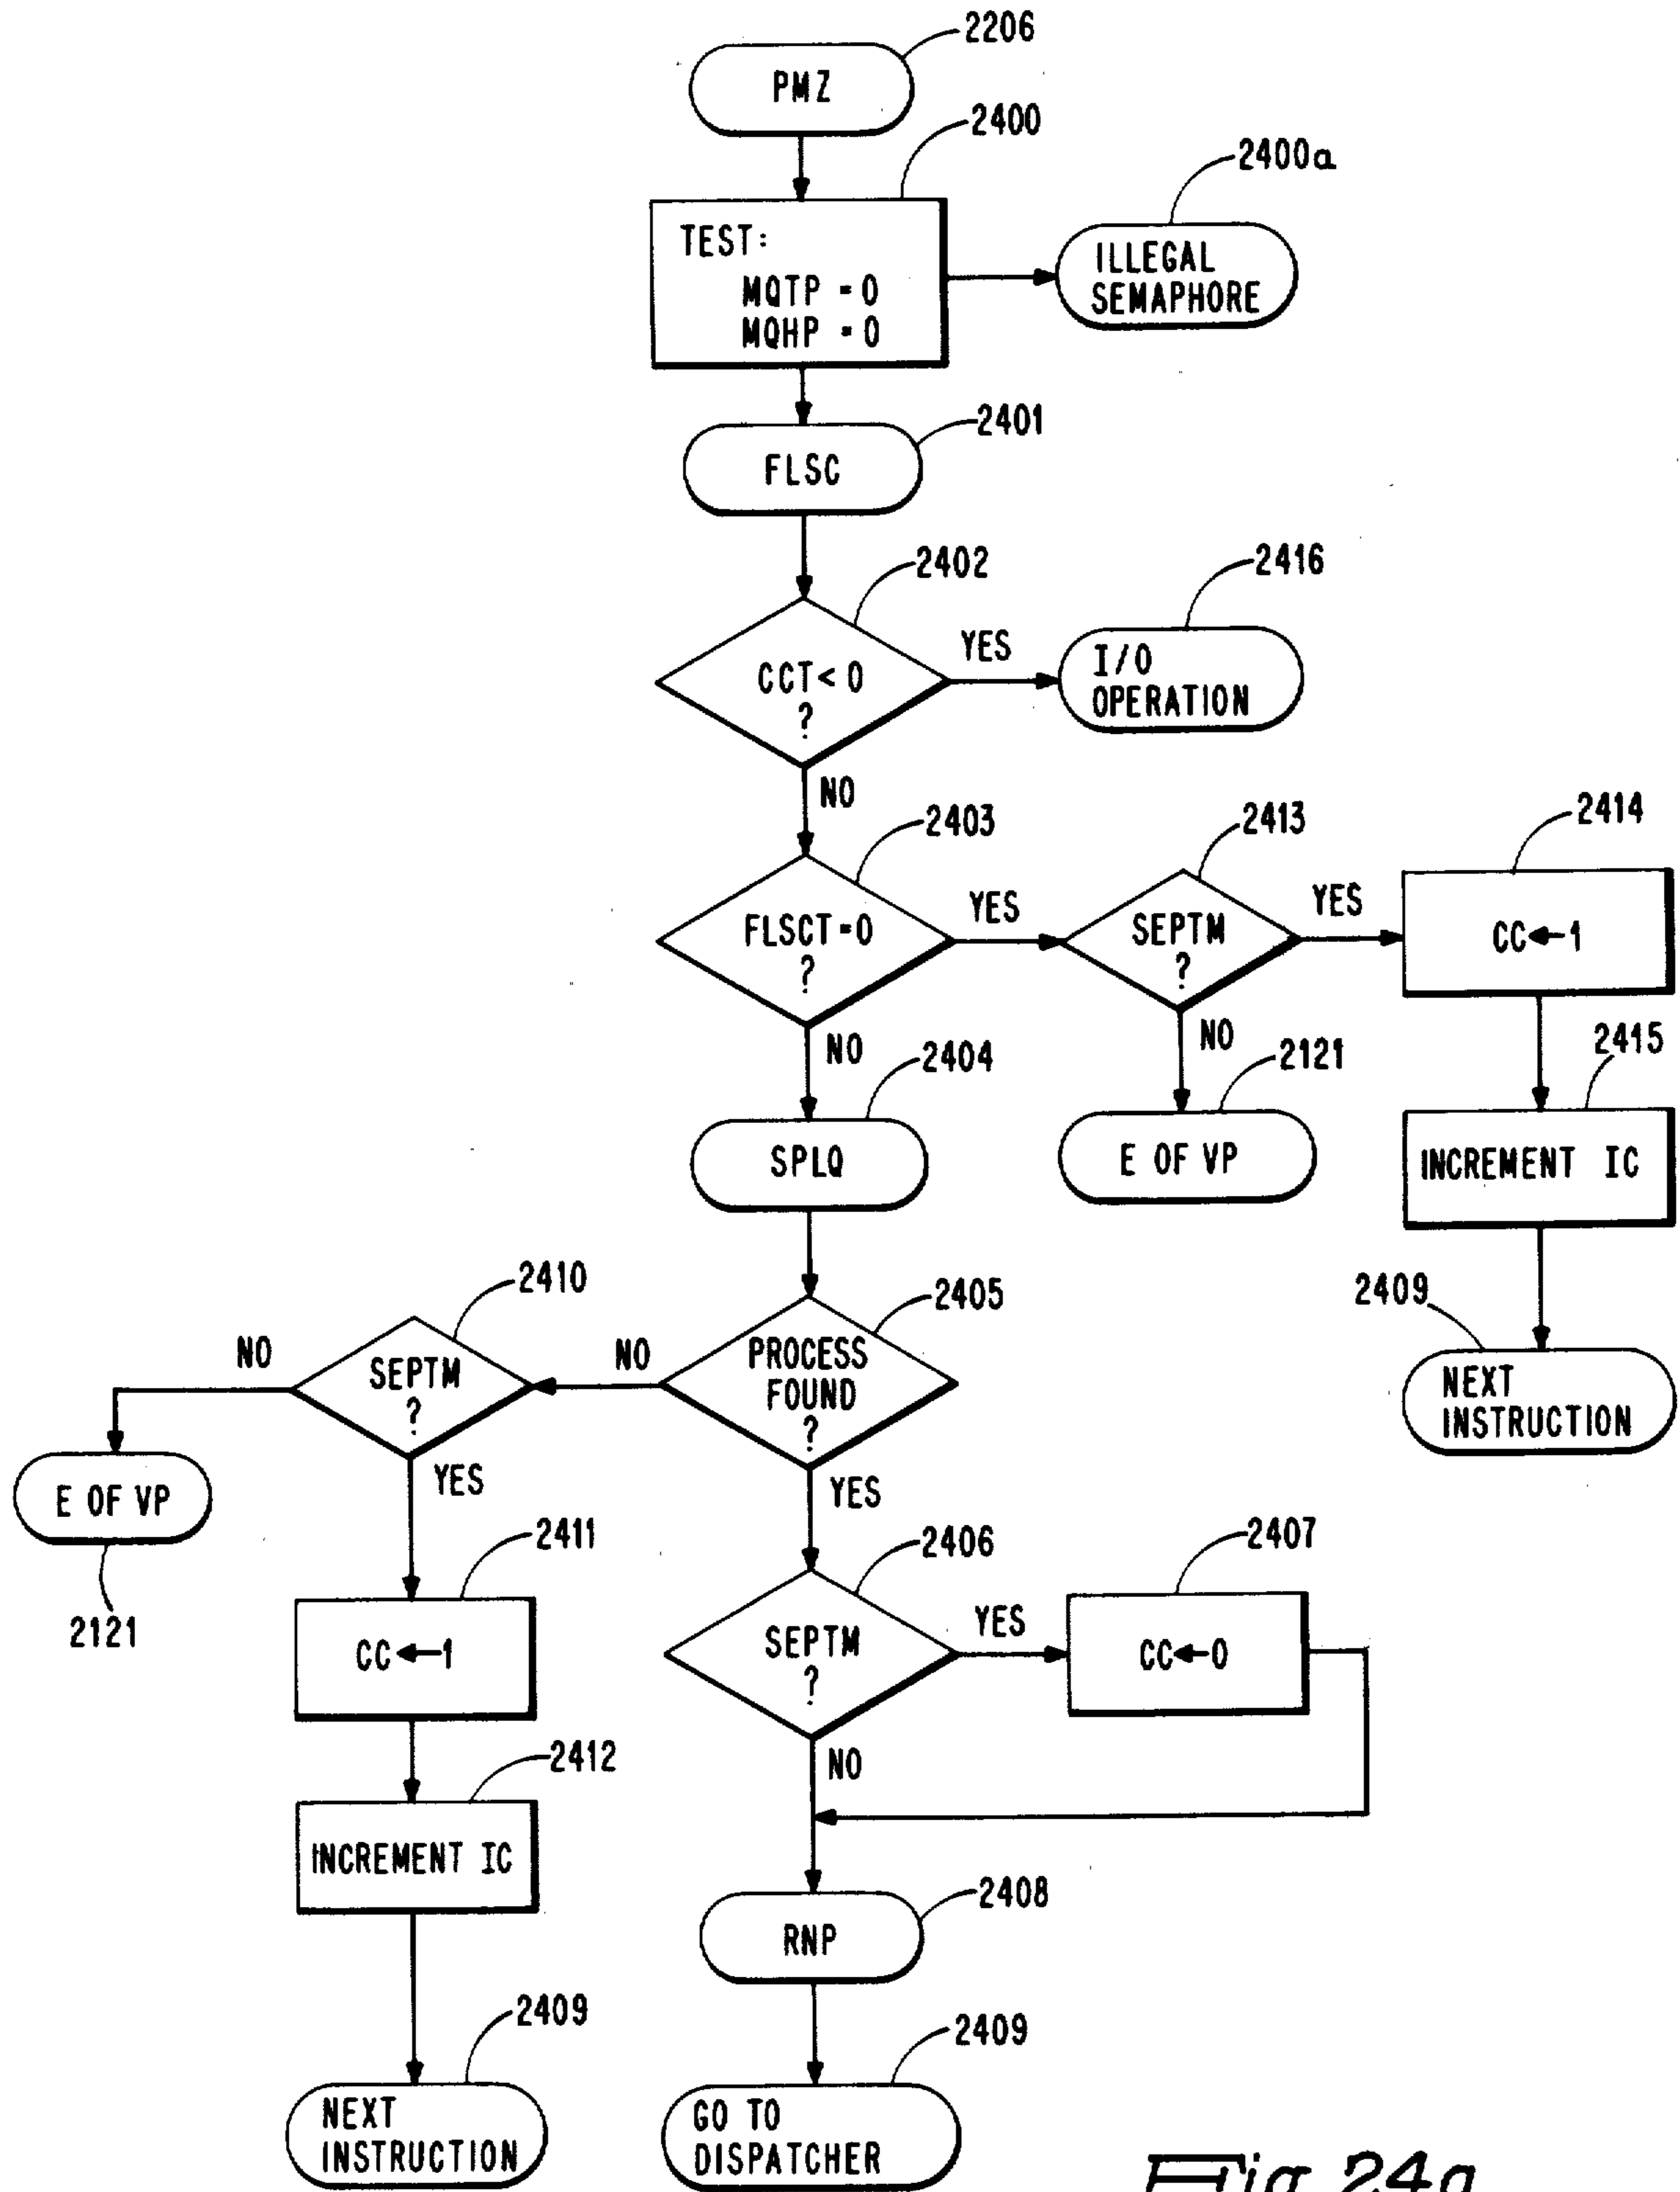 2206
PMZ
2400
2400a
TEST:
MQTP = 0
MQHP = 0
ILLEGAL
SEMAPHORE
2401
FLSC
2402
2416
CCT < 0
?
YES
I/O
OPERATION
NO
2403
2413
2414
FLSCT = 0
?
YES
SEPTM
?
YES
CC←1
NO
NO
2404
2121
2415
SPLQ
E OF VP
INCREMENT IC
2410
2405
2409
NO
SEPTM
?
NO
PROCESS
FOUND
?
NEXT
INSTRUCTION
E OF VP
YES
YES
2121
2411
2406
2407
CC←1
SEPTM
?
YES
CC←0
2412
NO
INCREMENT IC
2408
RNP
2409
2409
NEXT
INSTRUCTION
GO TO
DISPATCHER
Fig. 24g